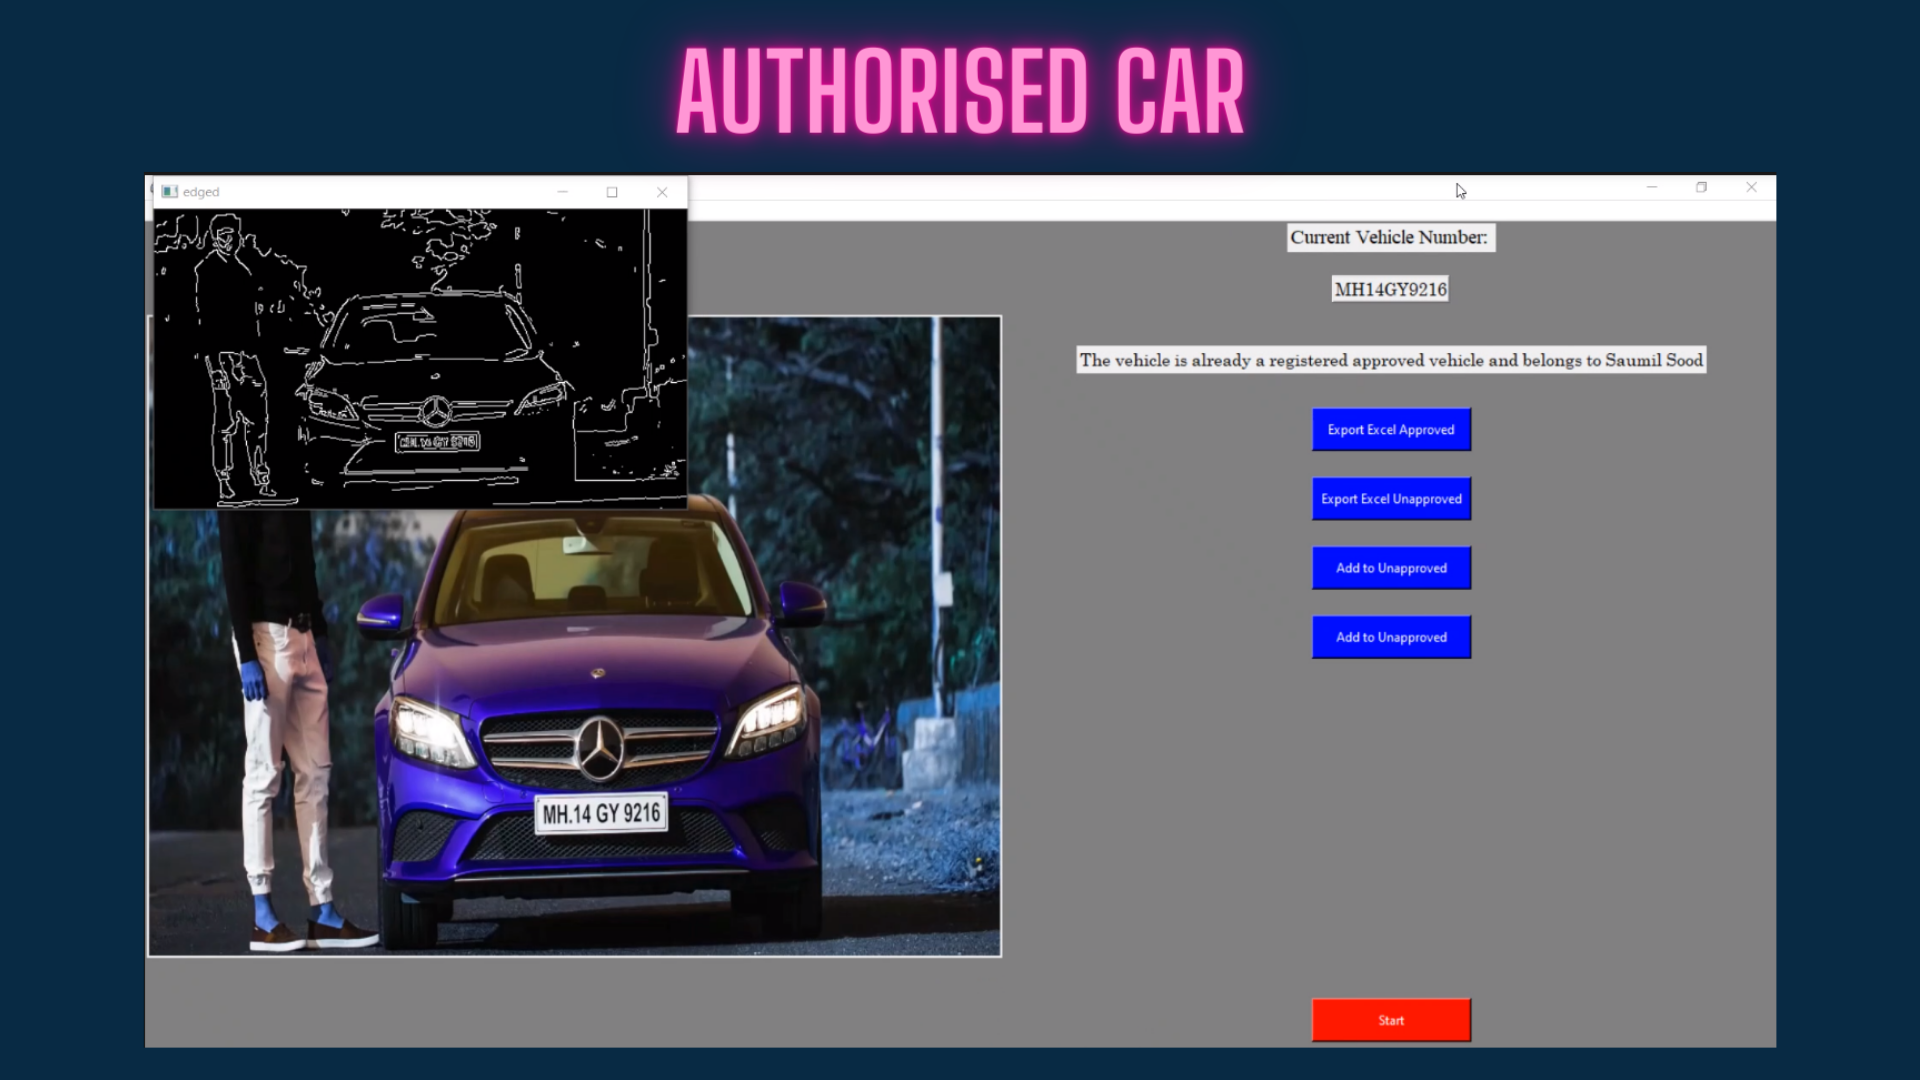 AUTHORISED CAR
edged
Current Vehicle Number:
MH14GY9216
The vehicle is already a registered approved vehicle and belongs to Saumil Sood
Export Excel Approved
Export Excel Unapproved
Add to Unapproved
Add to Unapproved
MH.14 GY 9216
Start